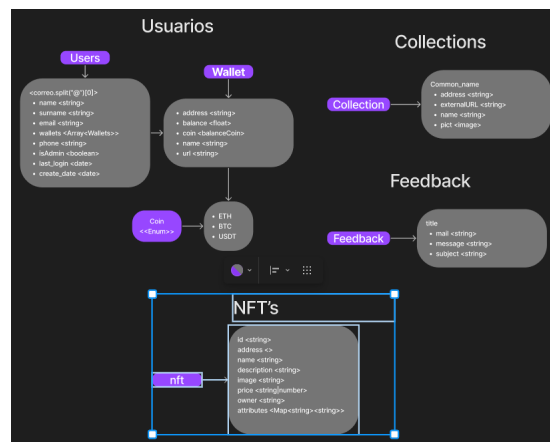 Usuarios
Users
<correo.split("@")[0]>
• name <string>
• surname <string>
• email <string>
• wallets <Array<Wallets>>
• phone <string>
• isAdmin <boolean>
• last_login <date>
• create_date <date>
Wallet
• address <string>
• balance <float>
• coin <balanceCoin>
• name <string>
• url <string>
Coin
<<Enum>>
• ETH
• BTC
• USDT
Collections
Collection
Common_name
• address <string>
• externalURL <string>
• name <string>
• pict <image>
Feedback
Feedback
title
• mail <string>
• message <string>
• subject <string>
NFT's
nft
id <string>
address <>
name <string>
description <string>
image <string>
price <string|number>
owner <string>
attributes <Map<string><string>>